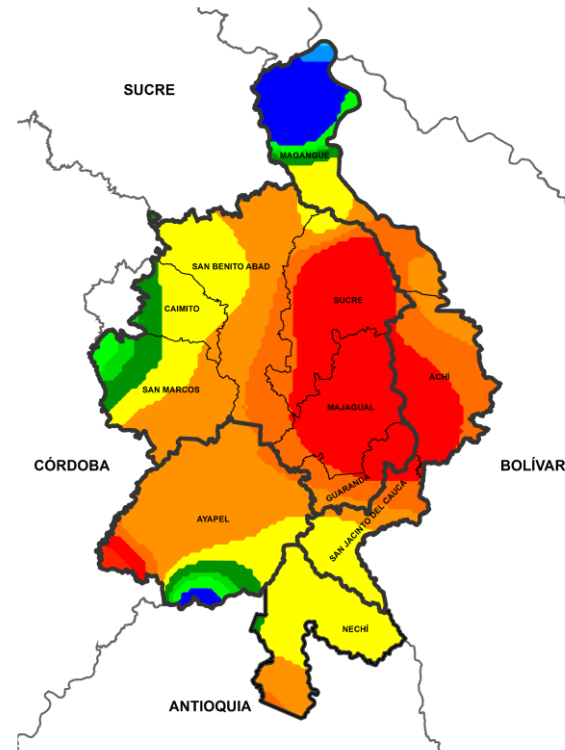 SUCRE
MAGANGUÉ
SAN BENITO ABAD
CAIMITO
SUCRE
ACHÍ
SAN MARCOS
MAJAGUAL
CÓRDOBA
BOLÍVAR
GUARANDA
SAN JACINTO DEL CAUCA
AYAPEL
NECHÍ
ANTIOQUIA